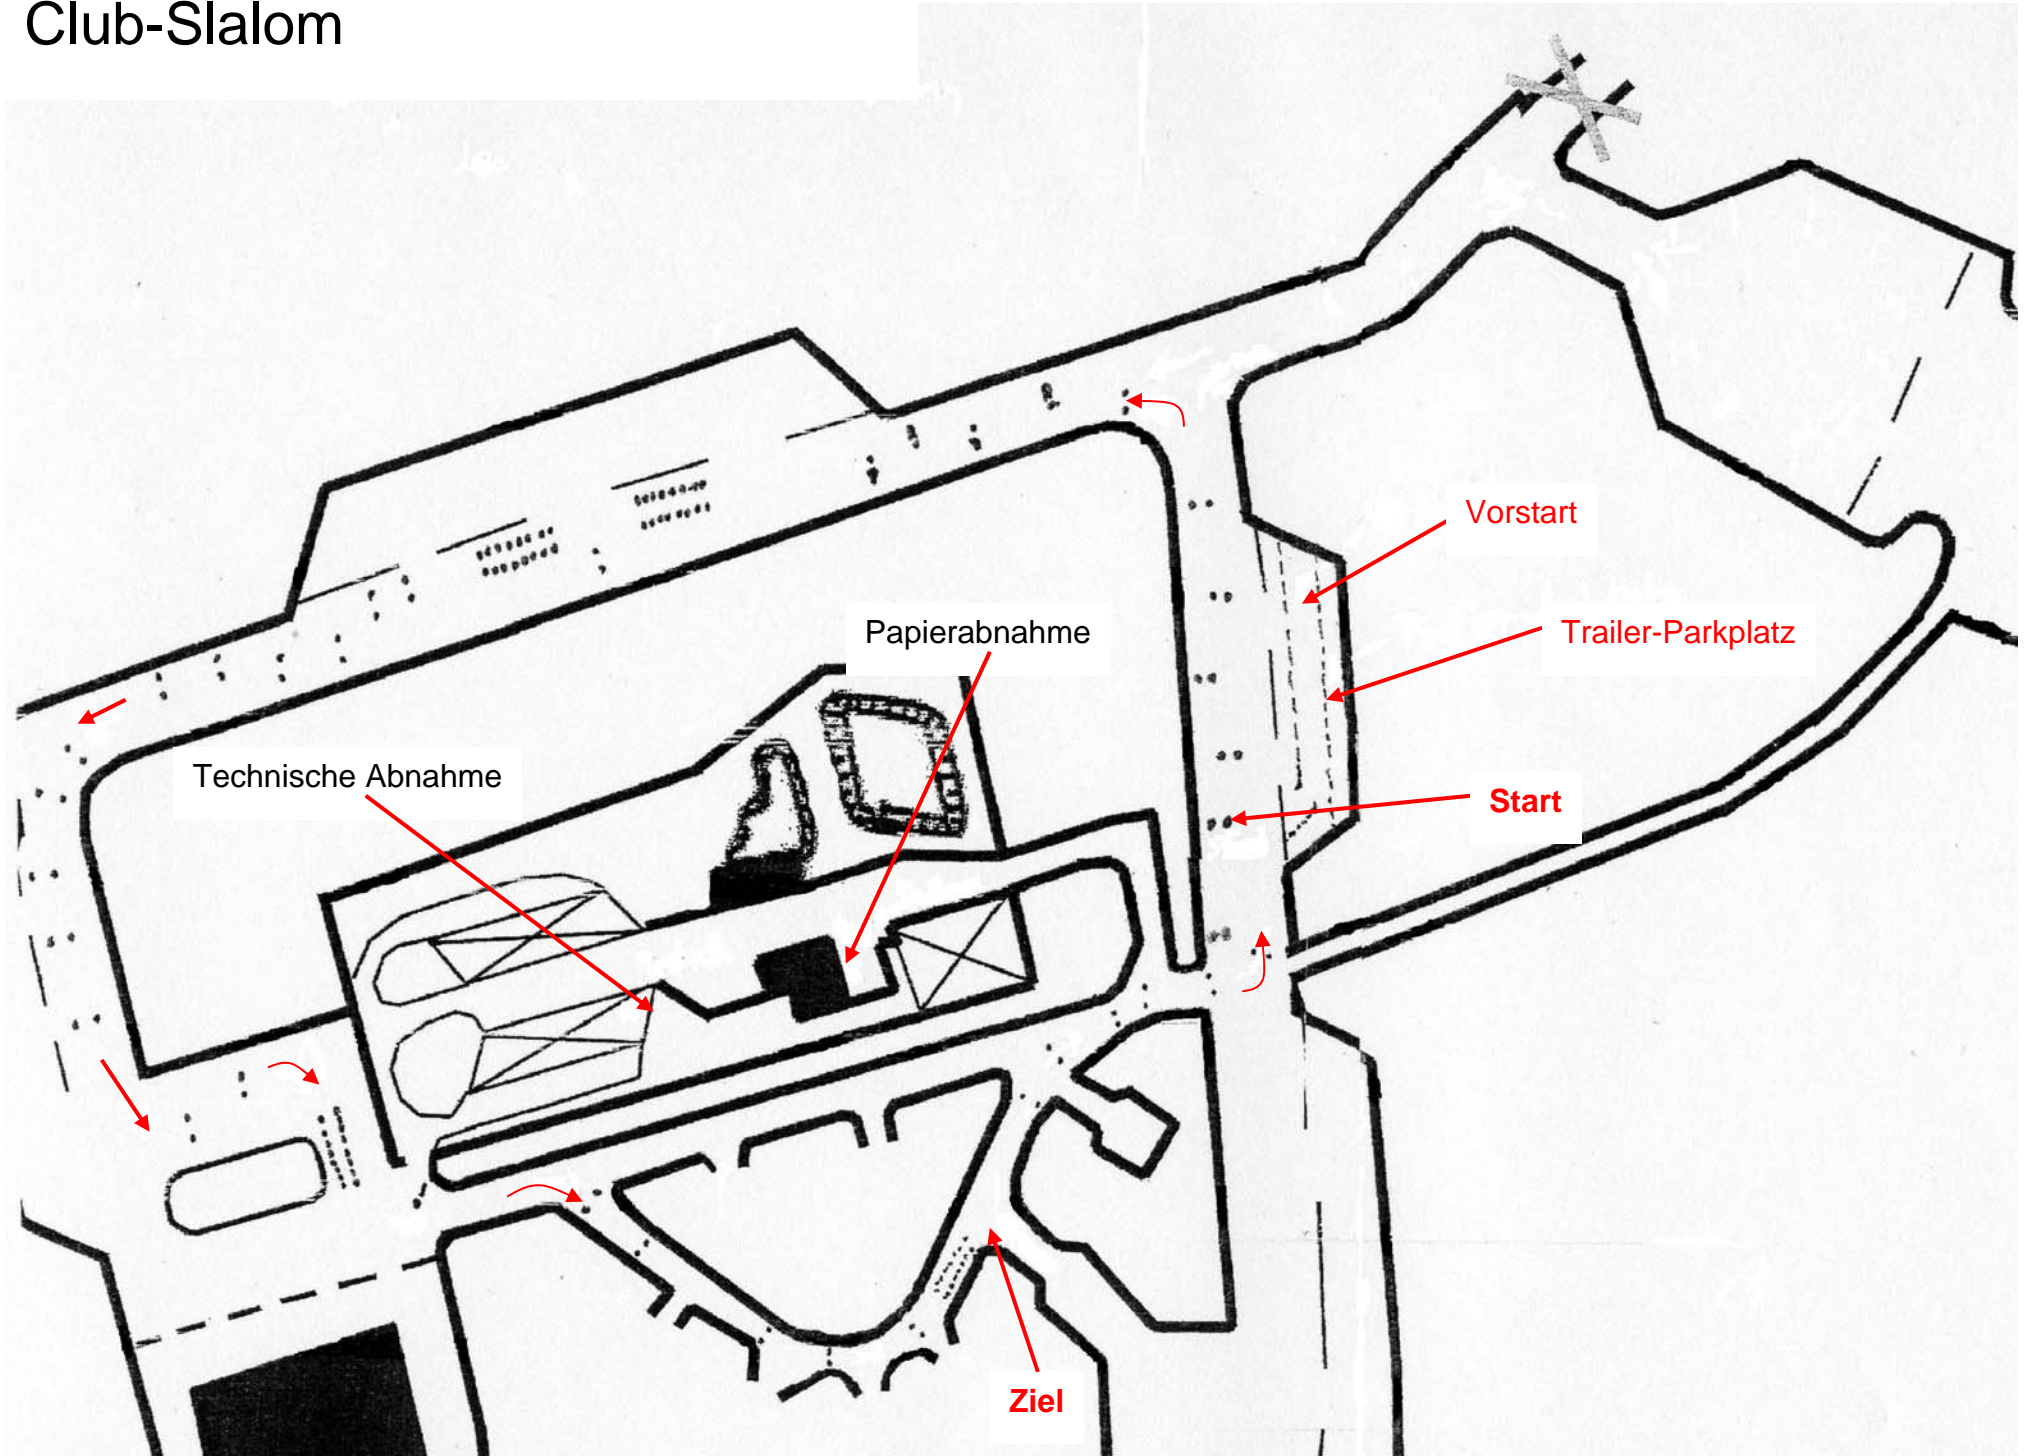 Club-Slalom
Vorstart
Papierabnahme
Trailer-Parkplatz
Technische Abnahme
Start
Ziel